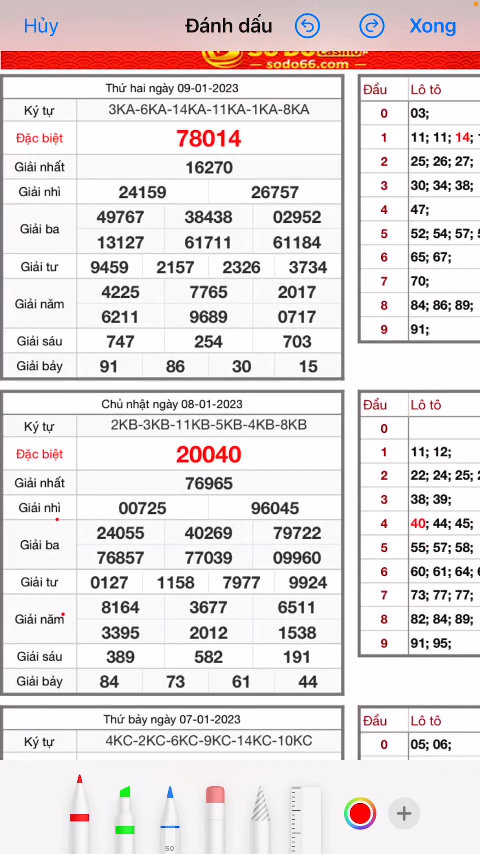 Hủy Đánh dấu Xong
— sodo66.com —
Thứ hai ngày 09-01-2023
Ký tự 3KA-6KA-14KA-11KA-1KA-8KA
Đặc biệt 78014
Giải nhất 16270
Giải nhì 24159 26757
Giải ba 49767 38438 02952
13127 61711 61184
Giải tư 9459 2157 2326 3734
Giải năm 4225 7765 2017
6211 9689 0717
Giải sáu 747 254 703
Giải bảy 91 86 30 15
Đầu Lô tô
0 03;
1 11; 11; 14;
2 25; 26; 27;
3 30; 34; 38;
4 47;
5 52; 54; 57;
6 65; 67;
7 70;
8 84; 86; 89;
9 91;
Chủ nhật ngày 08-01-2023
Ký tự 2KB-3KB-11KB-5KB-4KB-8KB
Đặc biệt 20040
Giải nhất 76965
Giải nhì 00725 96045
Giải ba 24055 40269 79722
76857 77039 09960
Giải tư 0127 1158 7977 9924
Giải năm 8164 3677 6511
3395 2012 1538
Giải sáu 389 582 191
Giải bảy 84 73 61 44
Đầu Lô tô
0
1 11; 12;
2 22; 24; 25;
3 38; 39;
4 40; 44; 45;
5 55; 57; 58;
6 60; 61; 64;
7 73; 77; 77;
8 82; 84; 89;
9 91; 95;
Thứ bảy ngày 07-01-2023
Ký tự 4KC-2KC-6KC-9KC-14KC-10KC
Đầu Lô tô
0 05; 06;
50